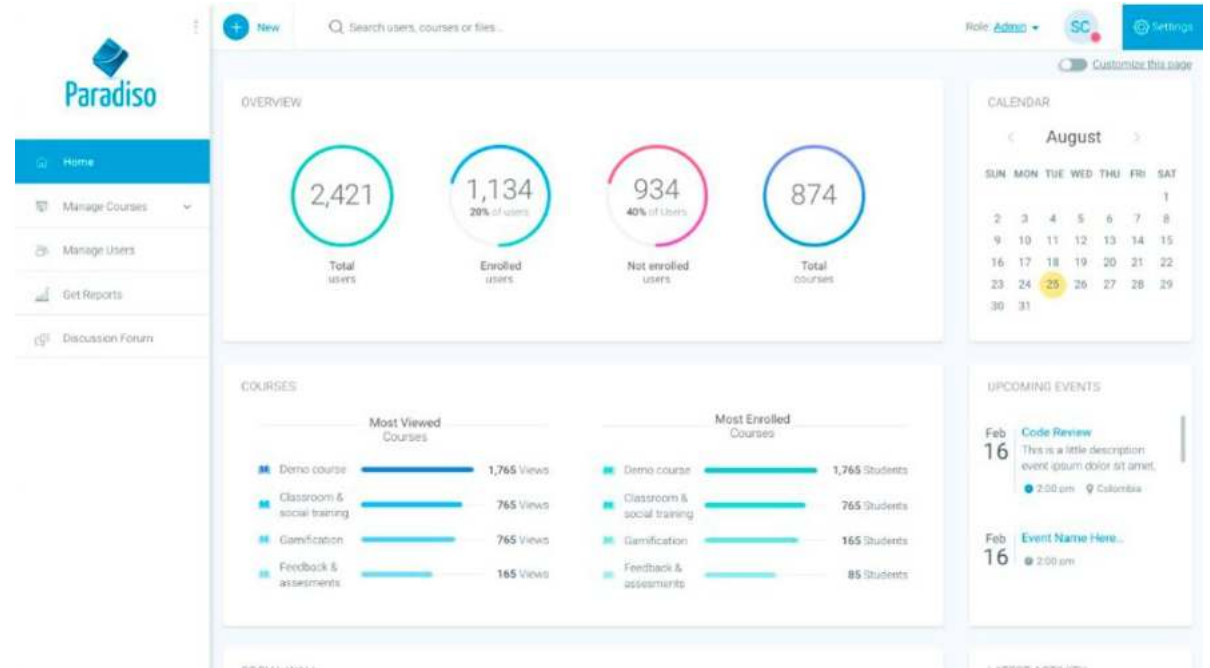 Paradiso
Home
Manage Courses
Manage Users
Get Reports
Discussion Forum
New
Search users, courses or files...
Role: Admin
SC
Settings
Customize this page
OVERVIEW
2,421
Total
users
1,134
20% of users
Enrolled
users
934
40% of Users
Not enrolled
users
874
Total
courses
CALENDAR
August
SUN MON TUE WED THU FRI SAT
1
2 3 4 5 6 7 8
9 10 11 12 13 14 15
16 17 18 19 20 21 22
23 24 25 26 27 28 29
30 31
COURSES
Most Viewed
Courses
Demo course 1,765 Views
Classroom &
social training
765 Views
Gamification 765 Views
Feedback &
assesments
165 Views
Most Enrolled
Courses
Demo course 1,765 Students
Classroom &
social training
765 Students
Gamification 165 Students
Feedback &
assesments
85 Students
UPCOMING EVENTS
Feb
16
Code Review
This is a little description
event ipsum dolor sit amet,
2:00 pm Colombia
Feb
16
Event Name Here...
2:00 pm